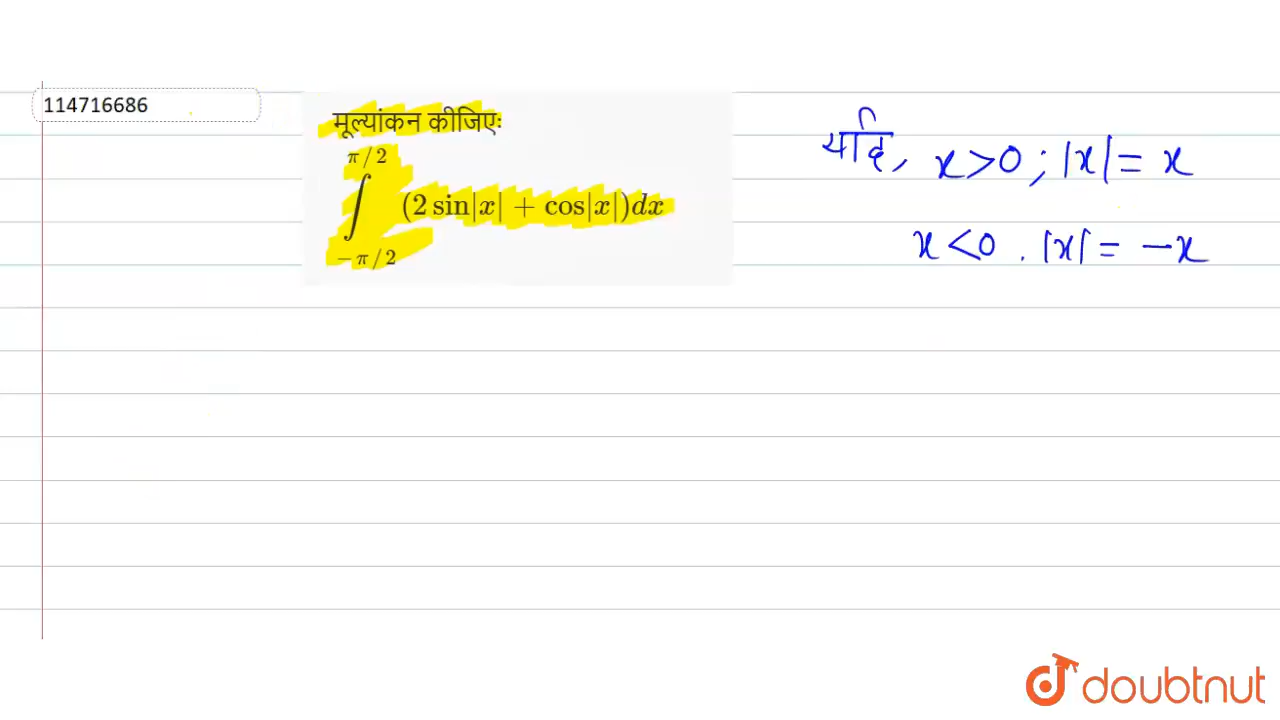 114716686
मूल्यांकन कीजिएः
π/2
∫ (2 sin|x| + cos|x|)dx
−π/2
यदि, x>0 ; |x| = x
x<0 . |x| = −x
doubtnut